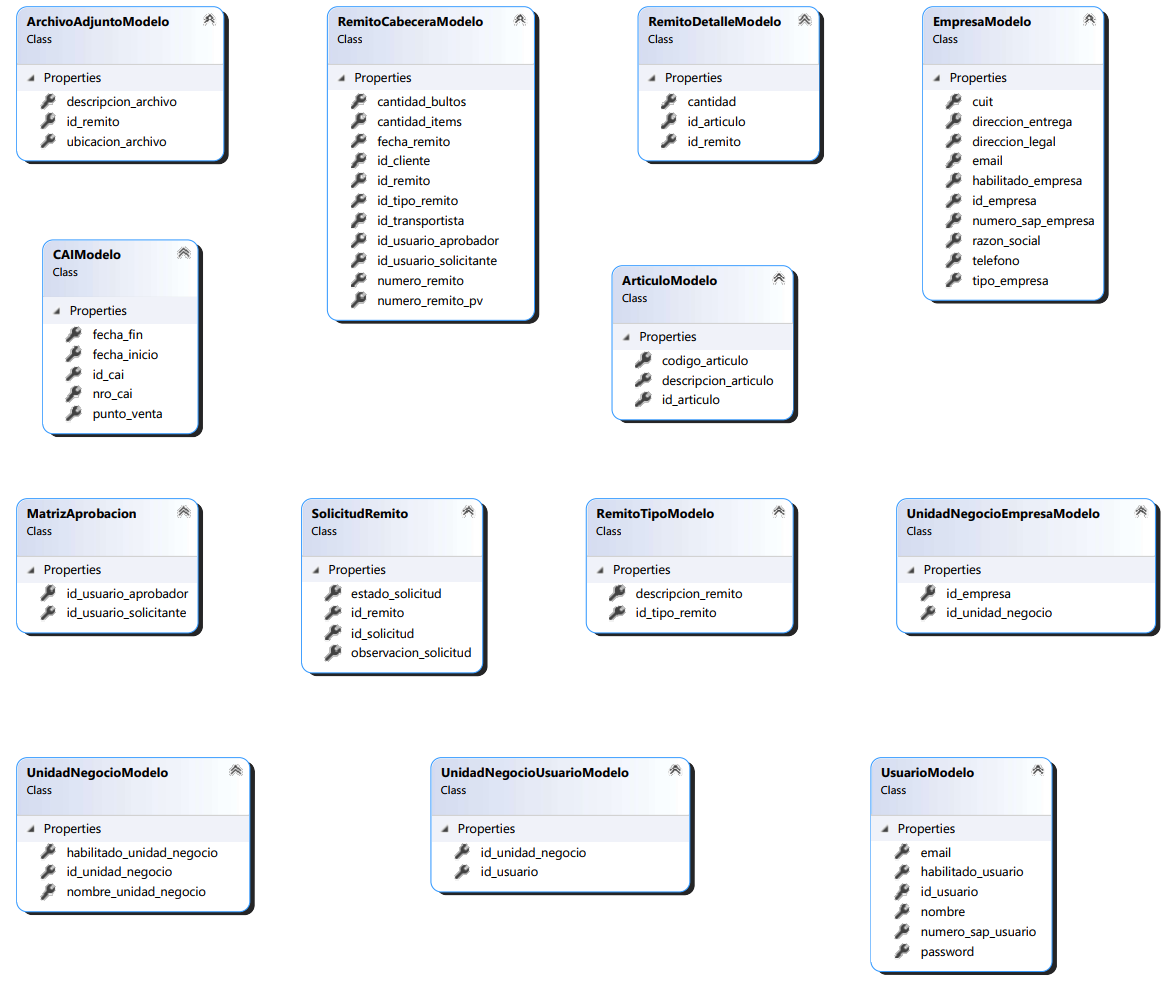 ArchivoAdjuntoModelo
Class
Properties
descripcion_archivo
id_remito
ubicacion_archivo
RemitoCabeceraModelo
Class
Properties
cantidad_bultos
cantidad_items
fecha_remito
id_cliente
id_remito
id_tipo_remito
id_transportista
id_usuario_aprobador
id_usuario_solicitante
numero_remito
numero_remito_pv
RemitoDetalleModelo
Class
Properties
cantidad
id_articulo
id_remito
EmpresaModelo
Class
Properties
cuit
direccion_entrega
direccion_legal
email
habilitado_empresa
id_empresa
numero_sap_empresa
razon_social
telefono
tipo_empresa
CAIModelo
Class
Properties
fecha_fin
fecha_inicio
id_cai
nro_cai
punto_venta
ArticuloModelo
Class
Properties
codigo_articulo
descripcion_articulo
id_articulo
MatrizAprobacion
Class
Properties
id_usuario_aprobador
id_usuario_solicitante
SolicitudRemito
Class
Properties
estado_solicitud
id_remito
id_solicitud
observacion_solicitud
RemitoTipoModelo
Class
Properties
descripcion_remito
id_tipo_remito
UnidadNegocioEmpresaModelo
Class
Properties
id_empresa
id_unidad_negocio
UnidadNegocioModelo
Class
Properties
habilitado_unidad_negocio
id_unidad_negocio
nombre_unidad_negocio
UnidadNegocioUsuarioModelo
Class
Properties
id_unidad_negocio
id_usuario
UsuarioModelo
Class
Properties
email
habilitado_usuario
id_usuario
nombre
numero_sap_usuario
password